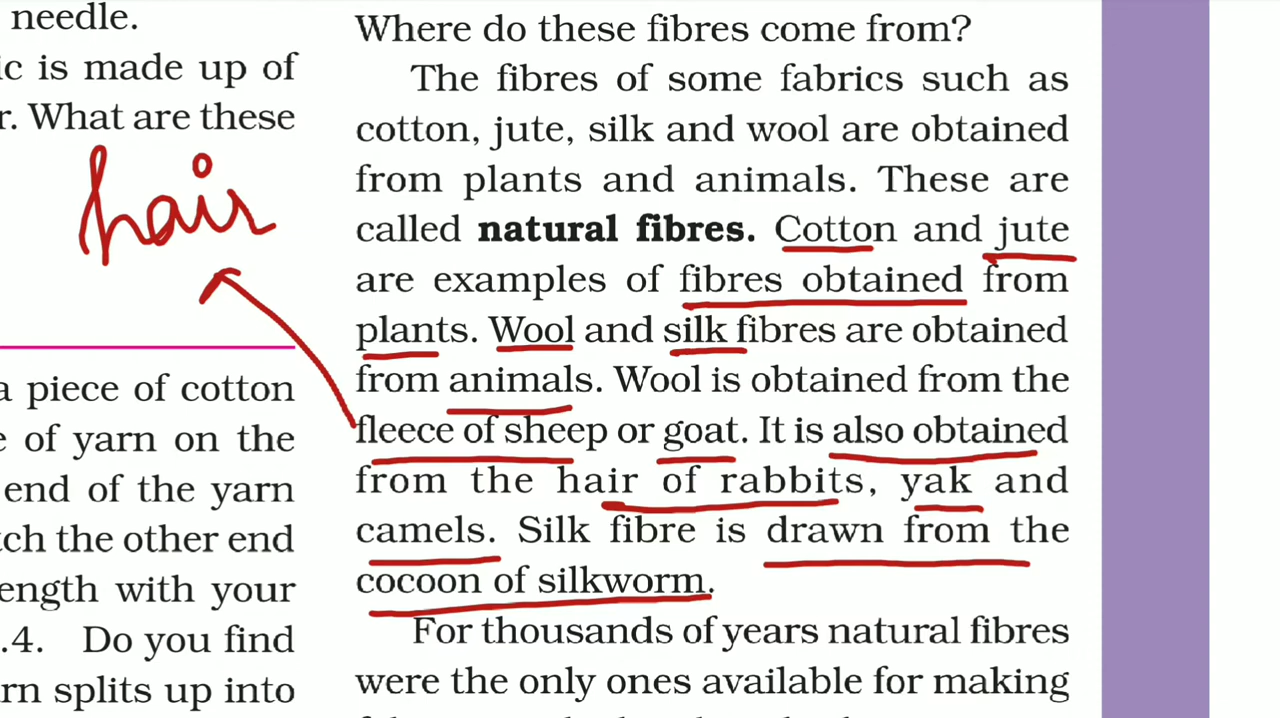 needle.
ic is made up of
r. What are these
hair
a piece of cotton
e of yarn on the
end of the yarn
tch the other end
ength with your
.4. Do you find
rn splits up into
Where do these fibres come from?
The fibres of some fabrics such as
cotton, jute, silk and wool are obtained
from plants and animals. These are
called natural fibres. Cotton and jute
are examples of fibres obtained from
plants. Wool and silk fibres are obtained
from animals. Wool is obtained from the
fleece of sheep or goat. It is also obtained
from the hair of rabbits, yak and
camels. Silk fibre is drawn from the
cocoon of silkworm.
For thousands of years natural fibres
were the only ones available for making